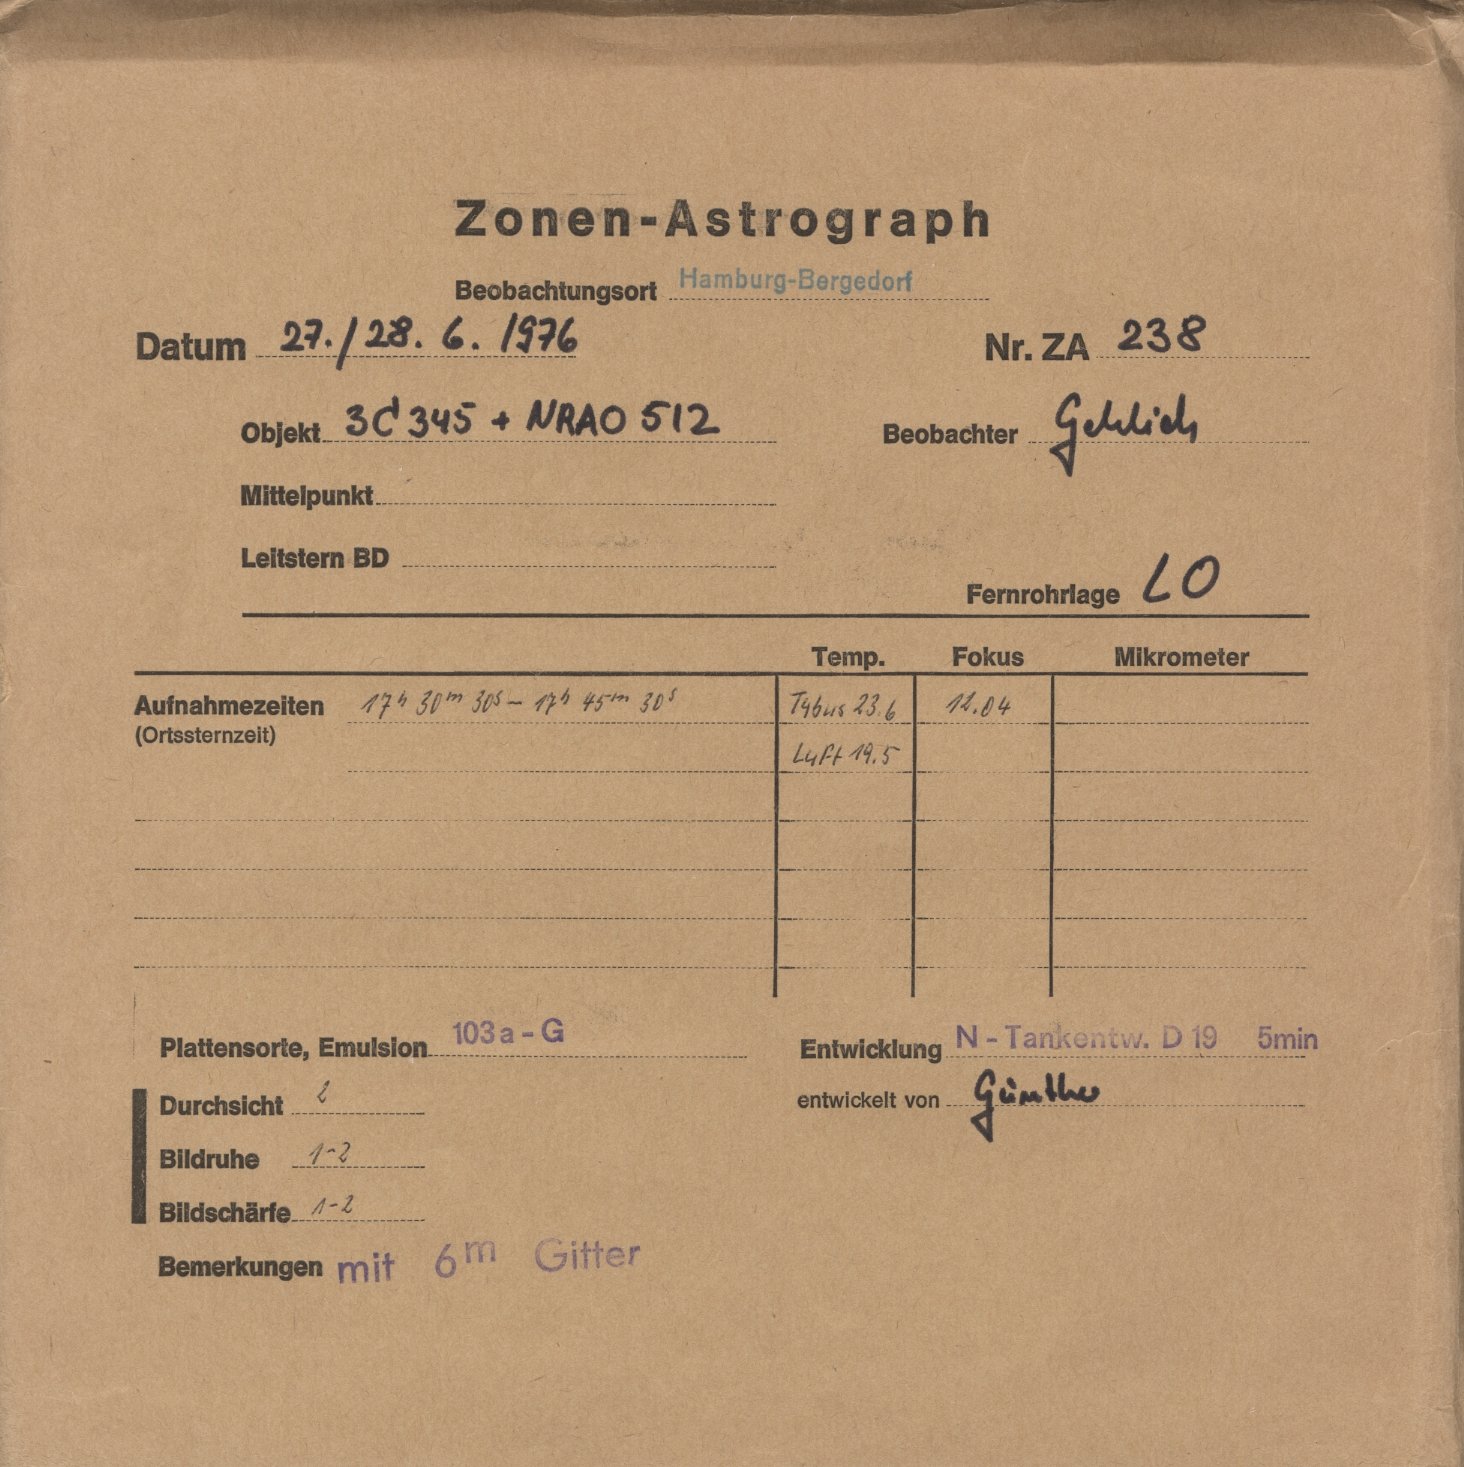 Zonen-Astrograph
Beobachtungsort Hamburg-Bergedorf
Datum 27./28. 6. 1976 Nr. ZA 238
Objekt 3C 345 + NRAO 512 Beobachter Gehlich
Mittelpunkt
Leitstern BD
Fernrohrlage LO
Temp. Fokus Mikrometer
Aufnahmezeiten 17h 30m 30s – 17h 45m 30s Tubus 23.6 12.04
(Ortssternzeit)
Luft 19.5
Plattensorte, Emulsion 103a-G Entwicklung N-Tankentw. D19 5min
Durchsicht 2 entwickelt von Günther
Bildruhe 1-2
Bildschärfe 1-2
Bemerkungen mit 6m Gitter